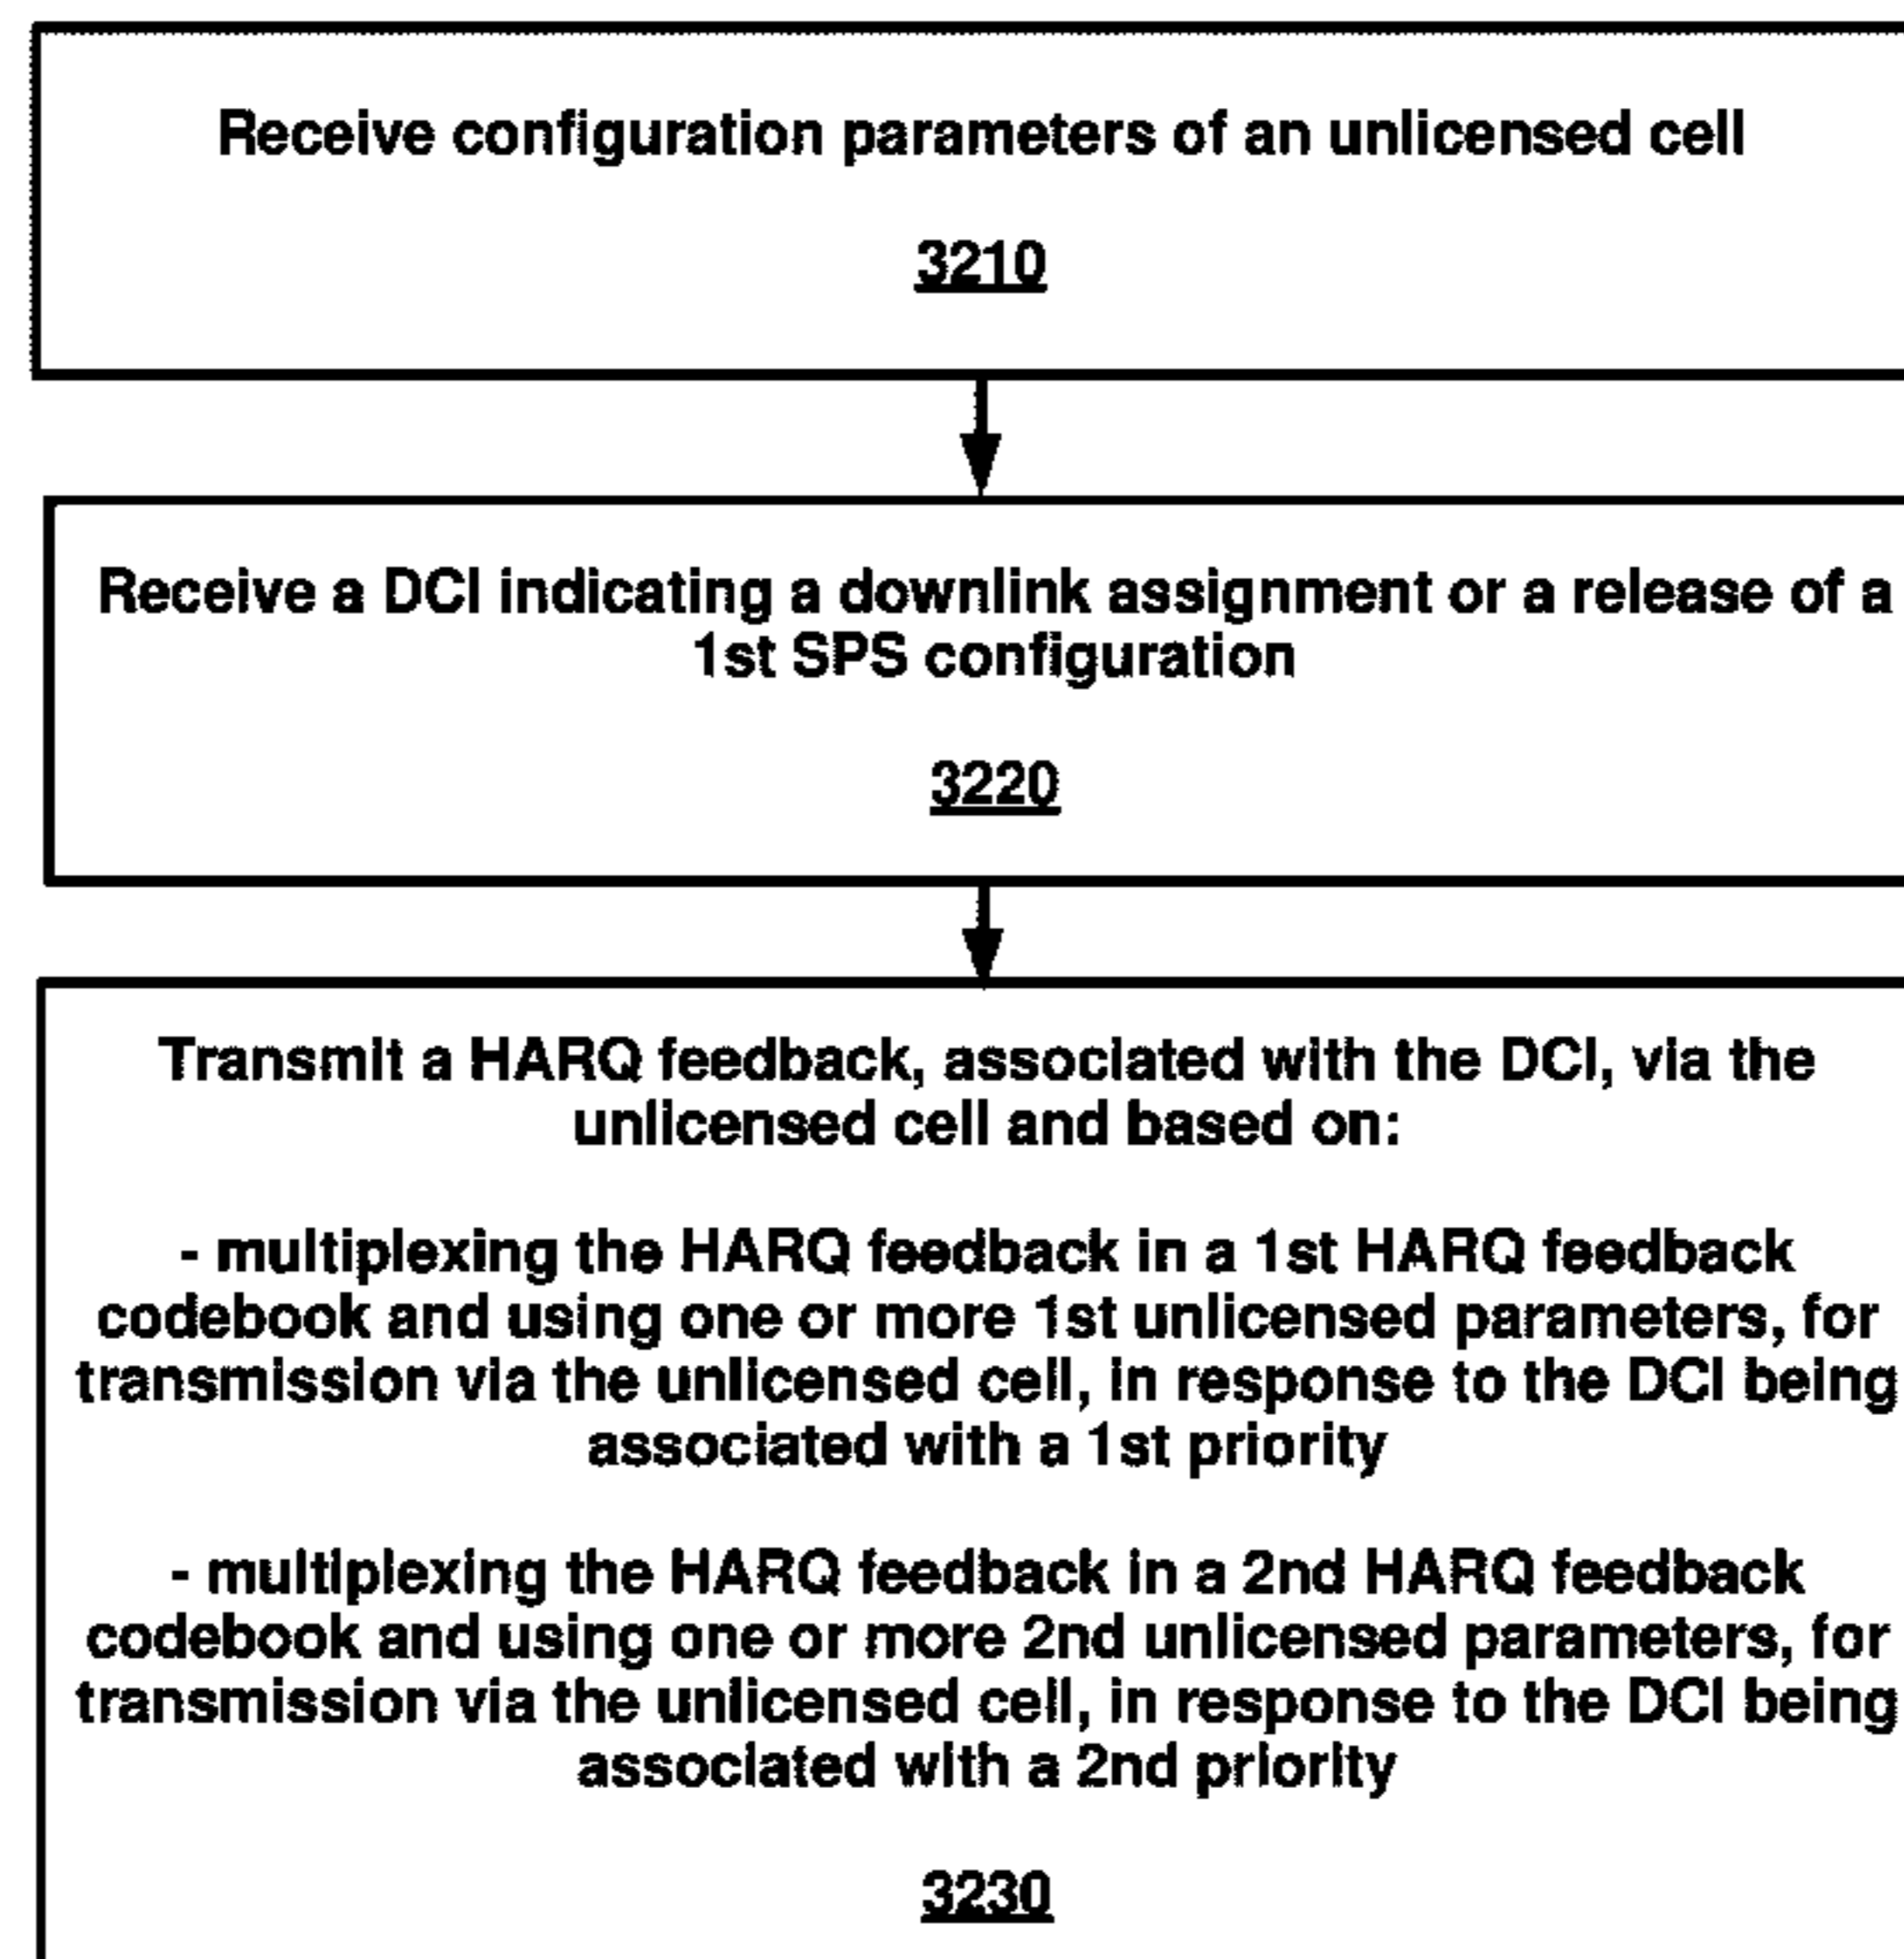 Receive configuration parameters of an unlicensed cell
3210
Receive a DCI indicating a downlink assignment or a release of a
1st SPS configuration
3220
Transmit a HARQ feedback, associated with the DCI, via the
unlicensed cell and based on:
- multiplexing the HARQ feedback in a 1st HARQ feedback
codebook and using one or more 1st unlicensed parameters, for
transmission via the unlicensed cell, in response to the DCI being
associated with a 1st priority
- multiplexing the HARQ feedback in a 2nd HARQ feedback
codebook and using one or more 2nd unlicensed parameters, for
transmission via the unlicensed cell, in response to the DCI being
associated with a 2nd priority
3230